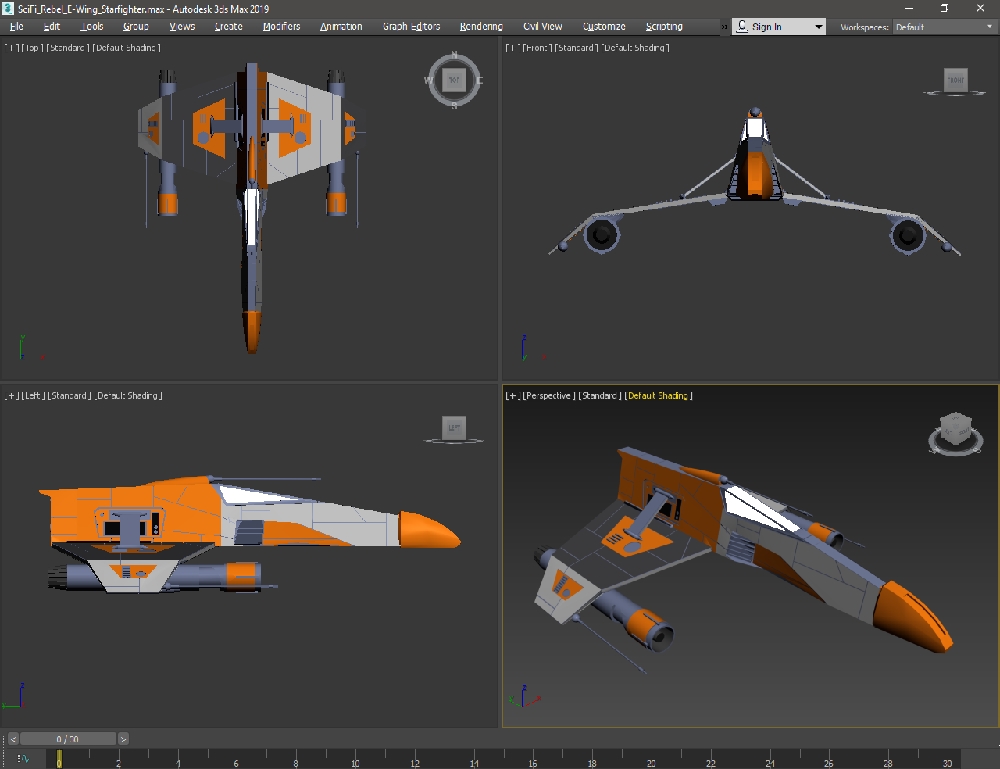 SciFi_Rebel_E-Wing_Starfighter.max - Autodesk 3ds Max 2019
File Edit Tools Group Views Create Modifiers Animation Graph Editors Rendering Civil View Customize Scripting » Sign In Workspaces: Default
[+] [Top] [Standard] [Default Shading]
[+] [Front] [Standard] [Default Shading]
N
W TOP E
S
FRONT
[+] [Left] [Standard] [Default Shading]
[+] [Perspective] [Standard] [Default Shading]
LEFT
< 0 / 30 >
0 2 4 6 8 10 12 14 16 18 20 22 24 26 28 30